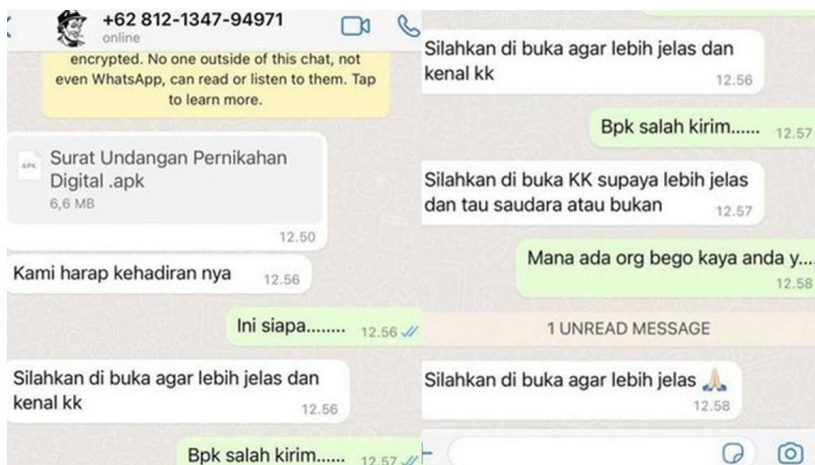 +62 812-1347-94971
online
encrypted. No one outside of this chat, not
even WhatsApp, can read or listen to them. Tap
to learn more.
APK
Surat Undangan Pernikahan
Digital .apk
6,6 MB
12.50
Kami harap kehadiran nya 12.56
Ini siapa........ 12.56
Silahkan di buka agar lebih jelas dan
kenal kk 12.56
Bpk salah kirim...... 12.57
Silahkan di buka agar lebih jelas dan
kenal kk 12.56
Bpk salah kirim...... 12.57
Silahkan di buka KK supaya lebih jelas
dan tau saudara atau bukan 12.57
Mana ada org bego kaya anda y....
12.58
1 UNREAD MESSAGE
Silahkan di buka agar lebih jelas 🙏🏻
12.58